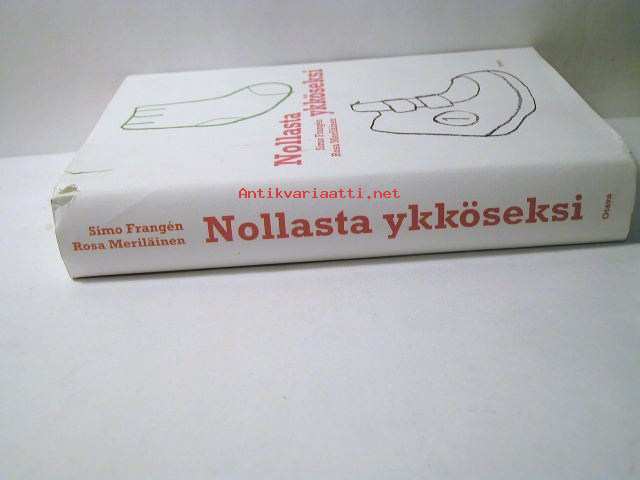 Nollasta
ykköseksi
Simo Frangén
Rosa Meriläinen
Antikvariaatti.net
Simo Frangén
Rosa Meriläinen
Nollasta ykköseksi
Otava